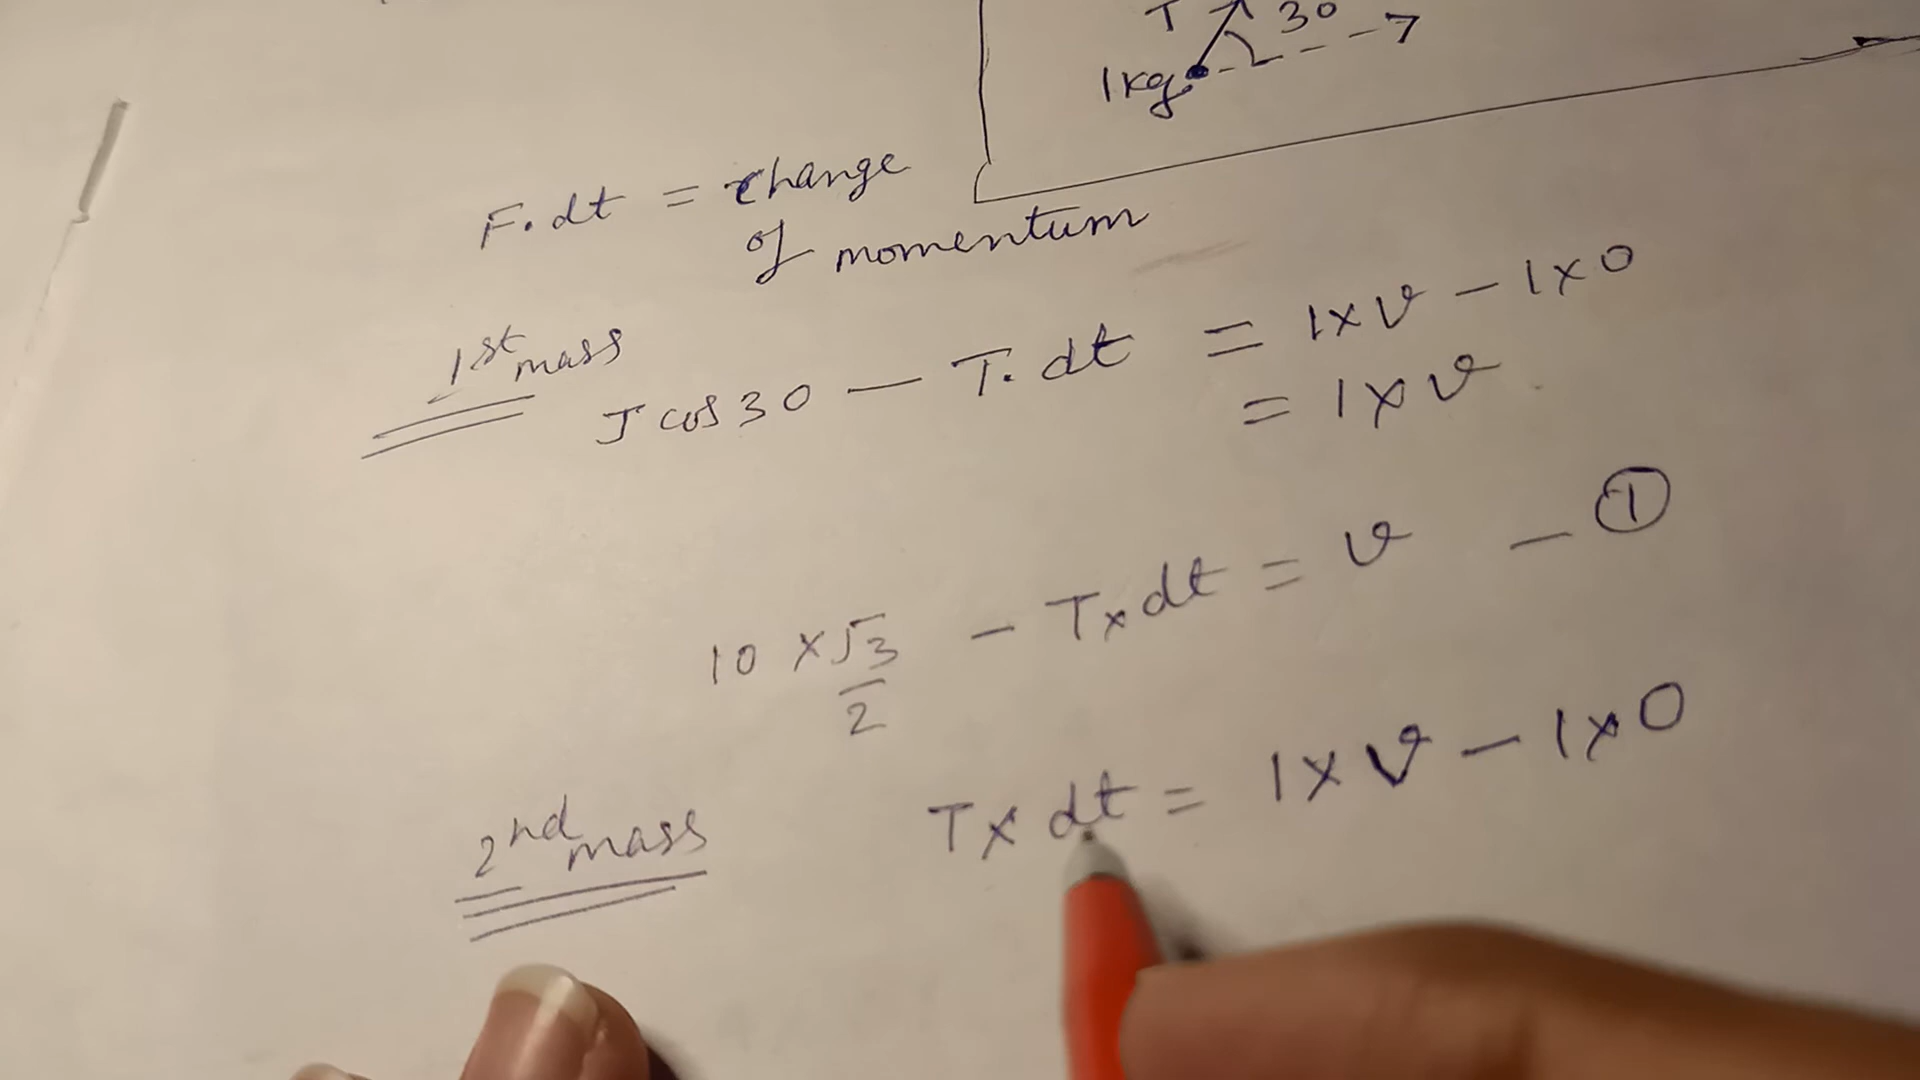 T 30
1kg
F. dt = change
of momentum
1st mass
J cos 30 — T. dt = 1 x v — 1 x 0
= 1 x v
10 x √3/2 — T x dt = v — ①
2nd mass
T x dt = 1 x v — 1 x 0